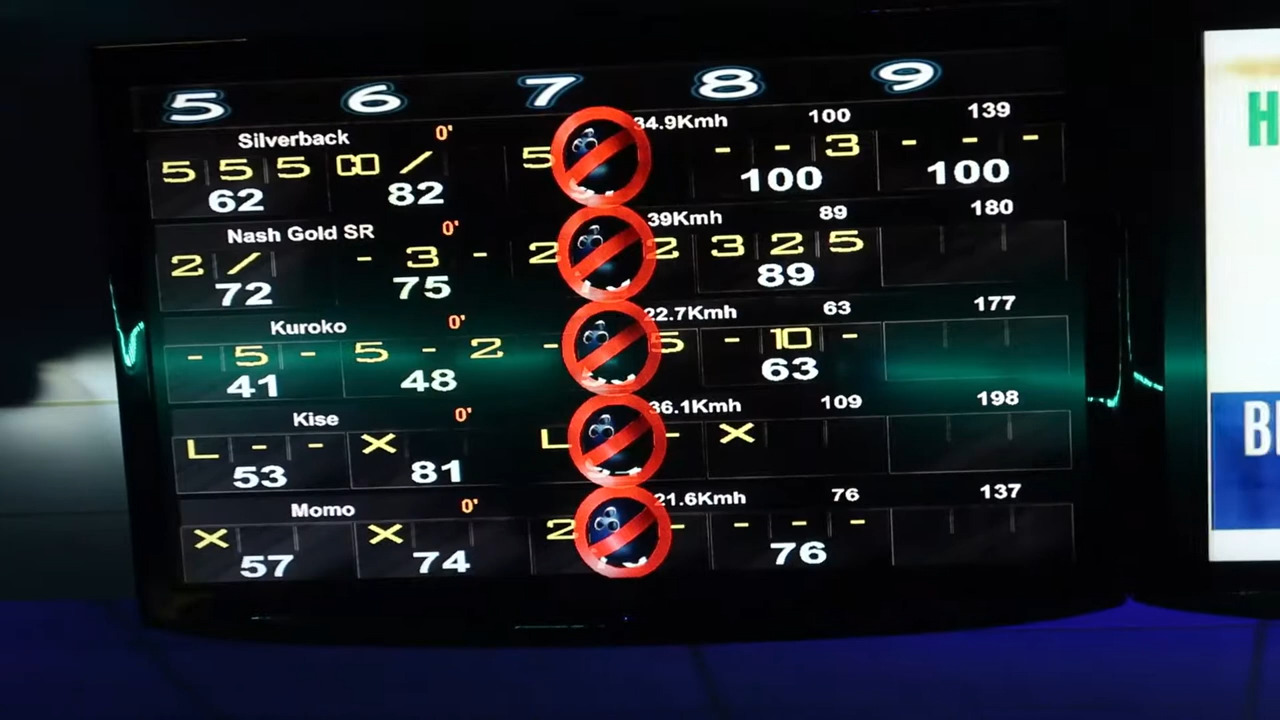 5 6 7 8 9
Silverback 0' 34.9Kmh 100 139
5 5 5 / 5 - - 3 - - -
62 82 100 100
Nash Gold SR 0' 39Kmh 89 180
2 / - 3 - 2 2 3 2 5
72 75 89
Kuroko 0' 22.7Kmh 63 177
- 5 - 5 - 2 - 5 - 10 -
41 48 63
Kise 0' 36.1Kmh 109 198
L - - X L - X
53 81
Momo 0' 21.6Kmh 76 137
X X 2 - - - -
57 74 76
H